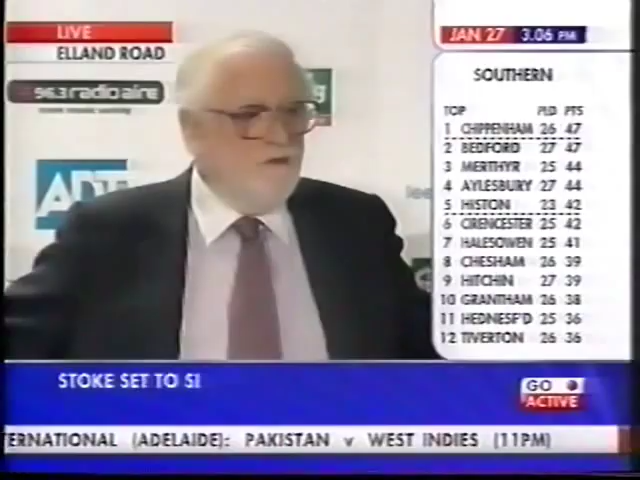 LIVE
ELLAND ROAD
96.3 radio aire
ADT
JAN 27 3.06 PM
SOUTHERN
TOP PLD PTS
1 CHIPPENHAM 26 47
2 BEDFORD 27 47
3 MERTHYR 25 44
4 AYLESBURY 27 44
5 HISTON 23 42
6 CIRENCESTER 25 42
7 HALESOWEN 25 41
8 CHESHAM 26 39
9 HITCHIN 27 39
10 GRANTHAM 26 38
11 HEDNESF'D 25 36
12 TIVERTON 26 36
STOKE SET TO SI
GO
ACTIVE
ERNATIONAL (ADELAIDE): PAKISTAN v WEST INDIES (11PM)